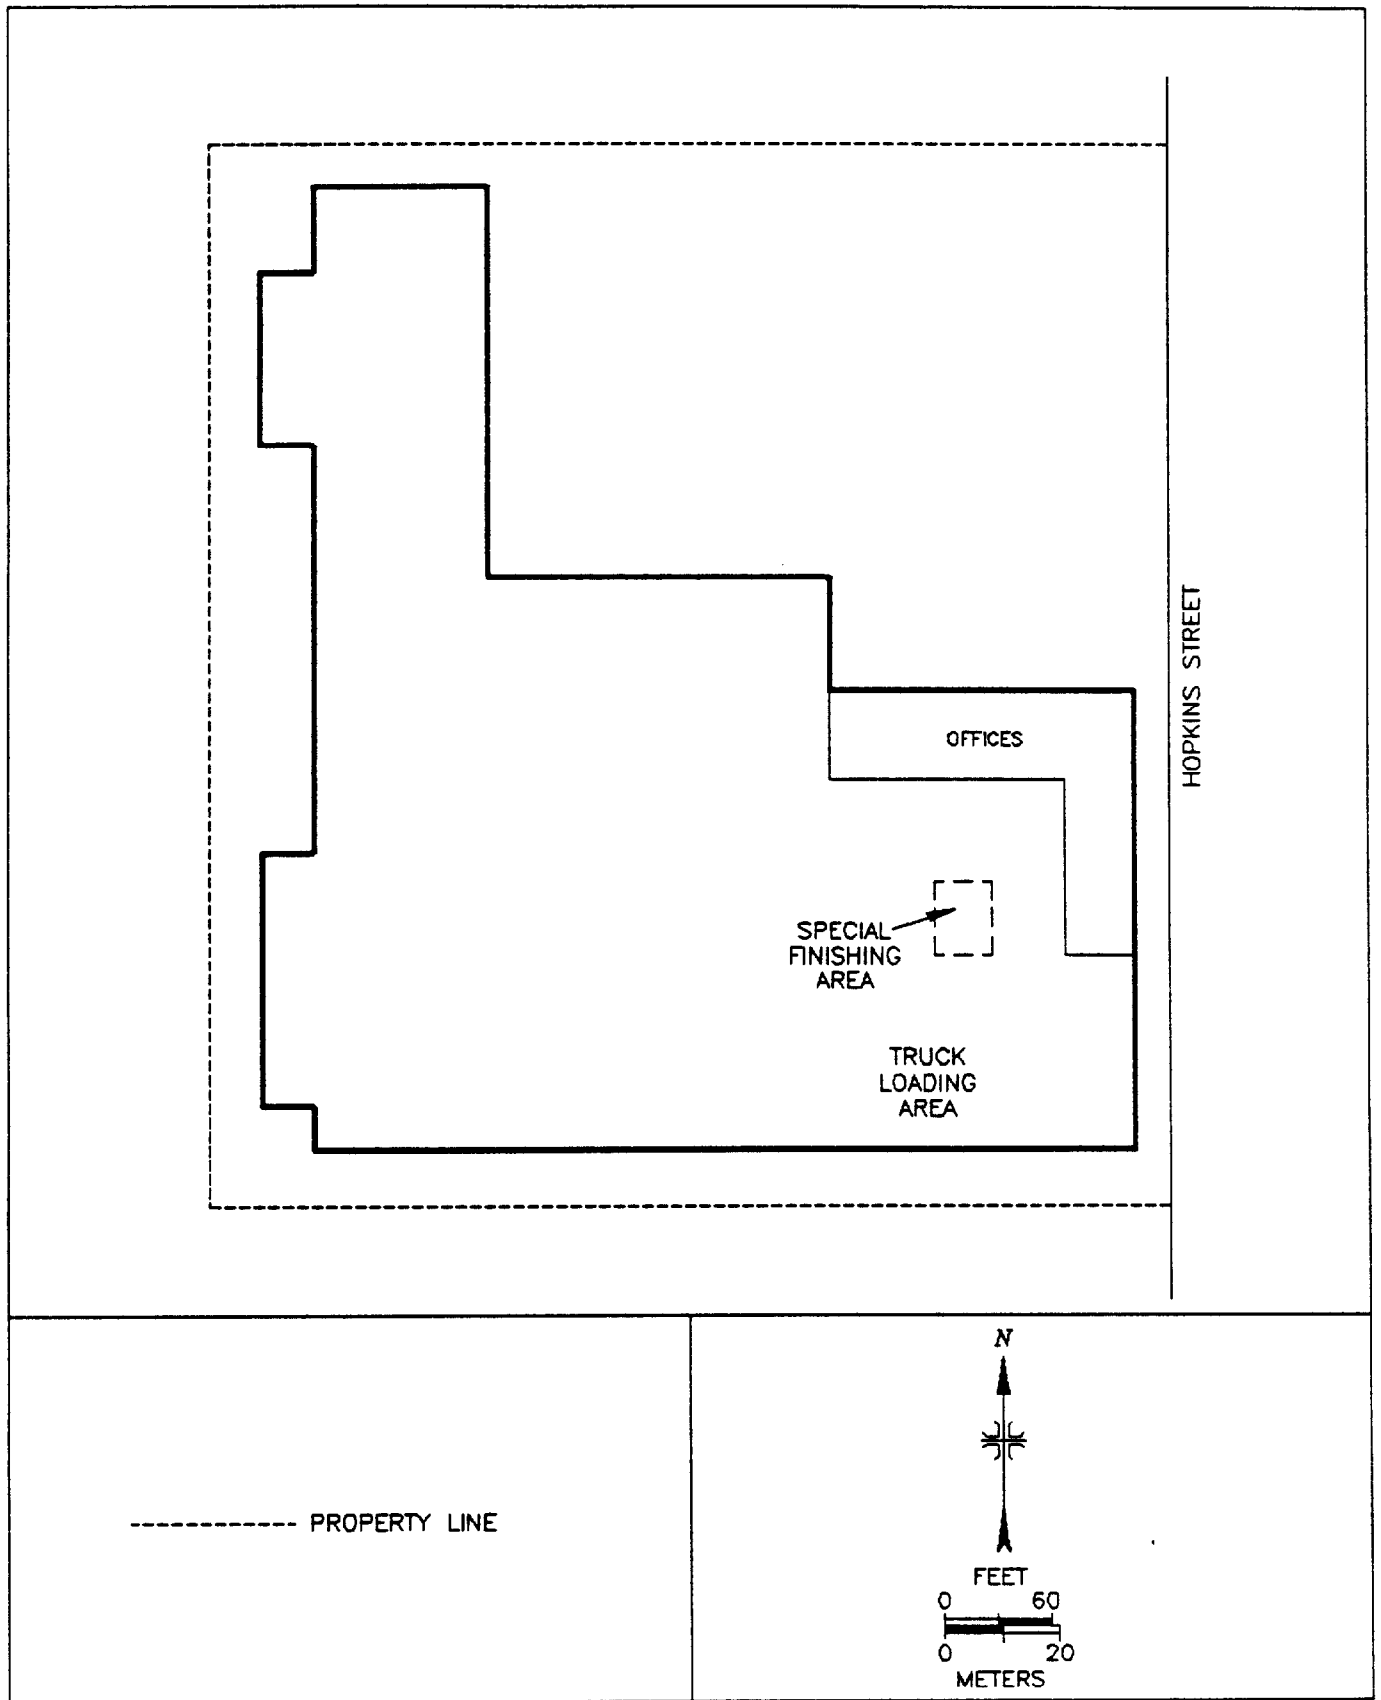 OFFICES
HOPKINS STREET
SPECIAL
FINISHING
AREA
TRUCK
LOADING
AREA
PROPERTY LINE
N
FEET
0 60
0 20
METERS